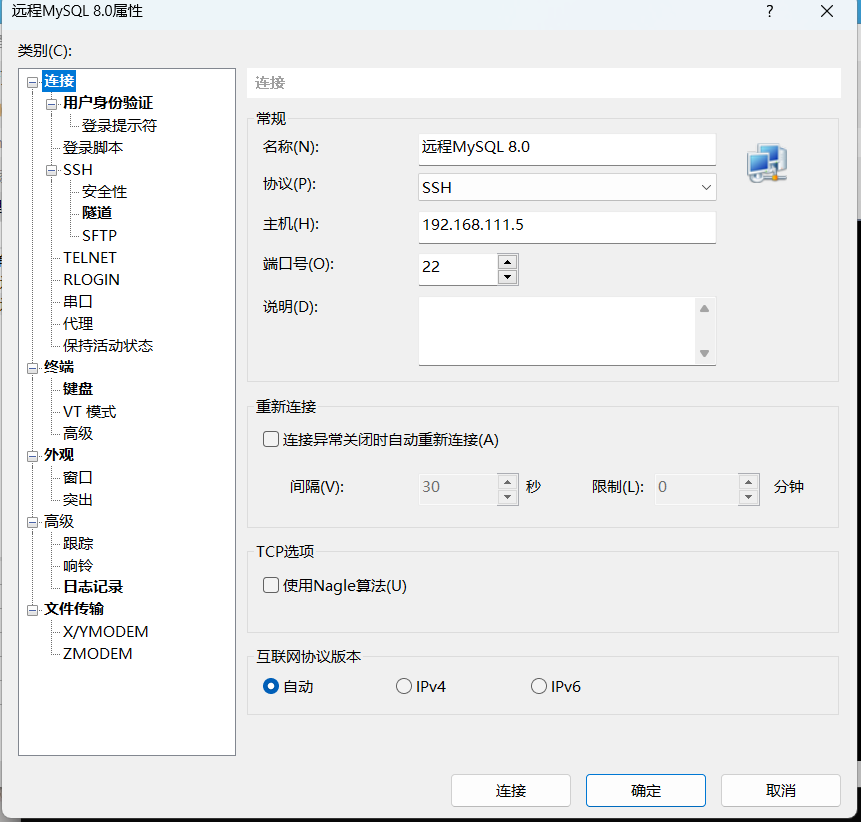 远程MySQL 8.0属性
类别(C):
连接
用户身份验证
登录提示符
登录脚本
SSH
安全性
隧道
SFTP
TELNET
RLOGIN
串口
代理
保持活动状态
终端
键盘
VT 模式
高级
外观
窗口
突出
高级
跟踪
响铃
日志记录
文件传输
X/YMODEM
ZMODEM
连接
常规
名称(N): 远程MySQL 8.0
协议(P): SSH
主机(H): 192.168.111.5
端口号(O): 22
说明(D):
重新连接
连接异常关闭时自动重新连接(A)
间隔(V): 30 秒 限制(L): 0 分钟
TCP选项
使用Nagle算法(U)
互联网协议版本
自动 IPv4 IPv6
连接 确定 取消